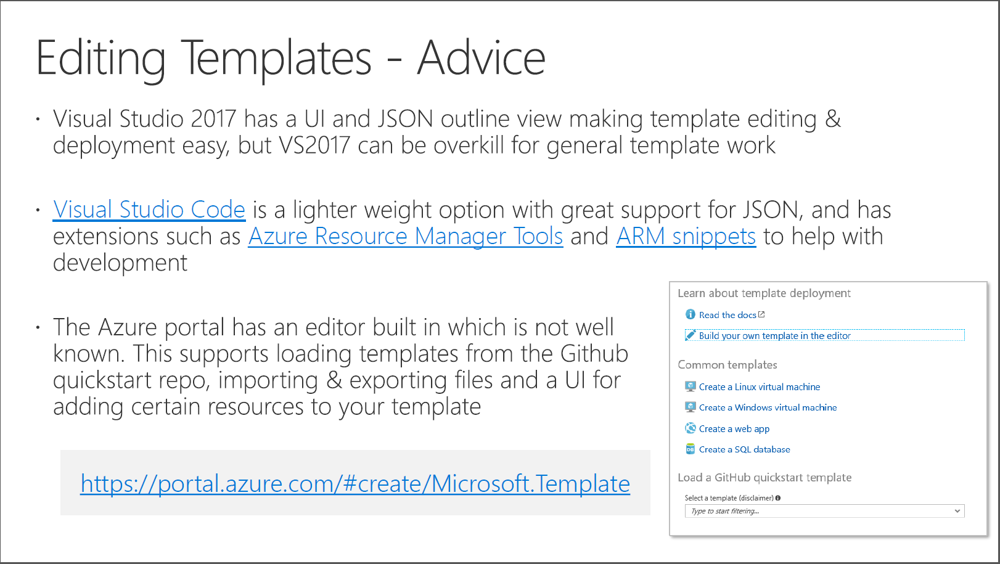 Editing Templates - Advice
• Visual Studio 2017 has a UI and JSON outline view making template editing &
deployment easy, but VS2017 can be overkill for general template work
• Visual Studio Code is a lighter weight option with great support for JSON, and has
extensions such as Azure Resource Manager Tools and ARM snippets to help with
development
• The Azure portal has an editor built in which is not well
known. This supports loading templates from the Github
quickstart repo, importing & exporting files and a UI for
adding certain resources to your template
https://portal.azure.com/#create/Microsoft.Template
Learn about template deployment
Read the docs
Build your own template in the editor
Common templates
Create a Linux virtual machine
Create a Windows virtual machine
Create a web app
DB Create a SQL database
Load a GitHub quickstart template
Select a template (disclaimer)
Type to start filtering...